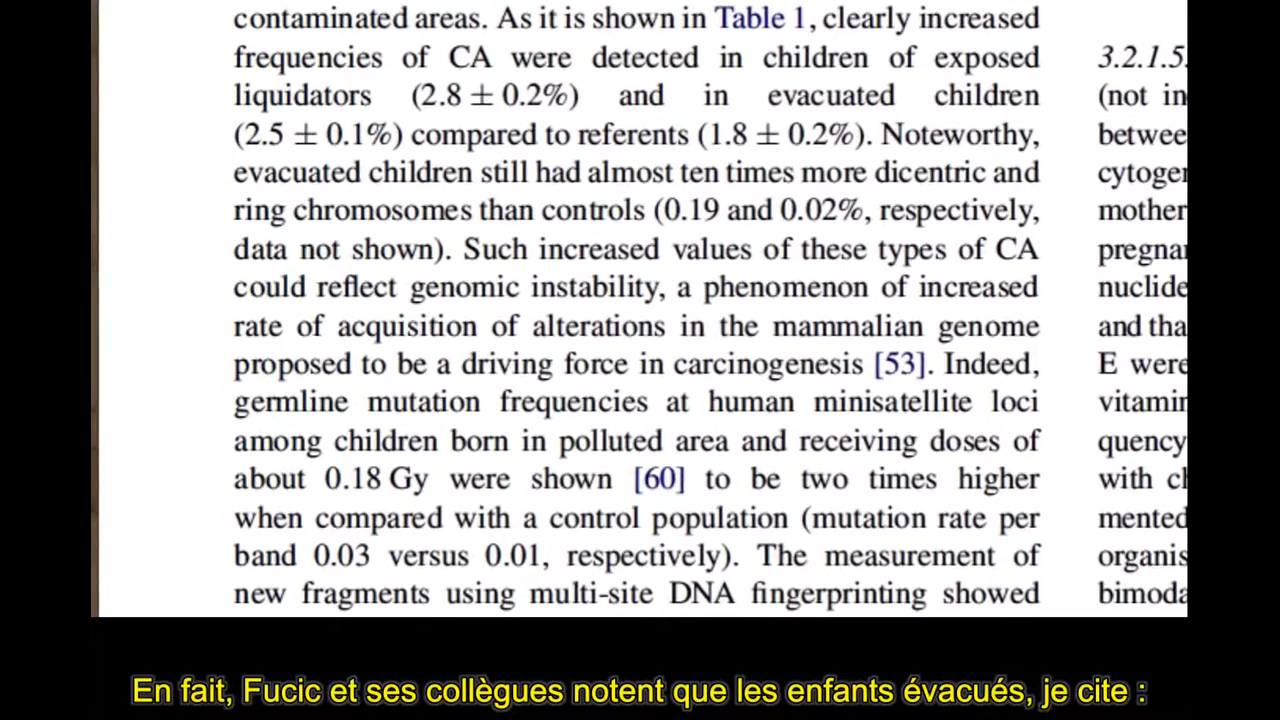 contaminated areas. As it is shown in Table 1, clearly increased
frequencies of CA were detected in children of exposed
liquidators (2.8 ± 0.2%) and in evacuated children
(2.5 ± 0.1%) compared to referents (1.8 ± 0.2%). Noteworthy,
evacuated children still had almost ten times more dicentric and
ring chromosomes than controls (0.19 and 0.02%, respectively,
data not shown). Such increased values of these types of CA
could reflect genomic instability, a phenomenon of increased
rate of acquisition of alterations in the mammalian genome
proposed to be a driving force in carcinogenesis [53]. Indeed,
germline mutation frequencies at human minisatellite loci
among children born in polluted area and receiving doses of
about 0.18 Gy were shown [60] to be two times higher
when compared with a control population (mutation rate per
band 0.03 versus 0.01, respectively). The measurement of
new fragments using multi-site DNA fingerprinting showed
3.2.1.5.
(not in
betwee
cytoger
mother
pregnar
nuclide
and tha
E were
vitamin
quency
with ch
mented
organis
bimoda
En fait, Fucic et ses collègues notent que les enfants évacués, je cite :